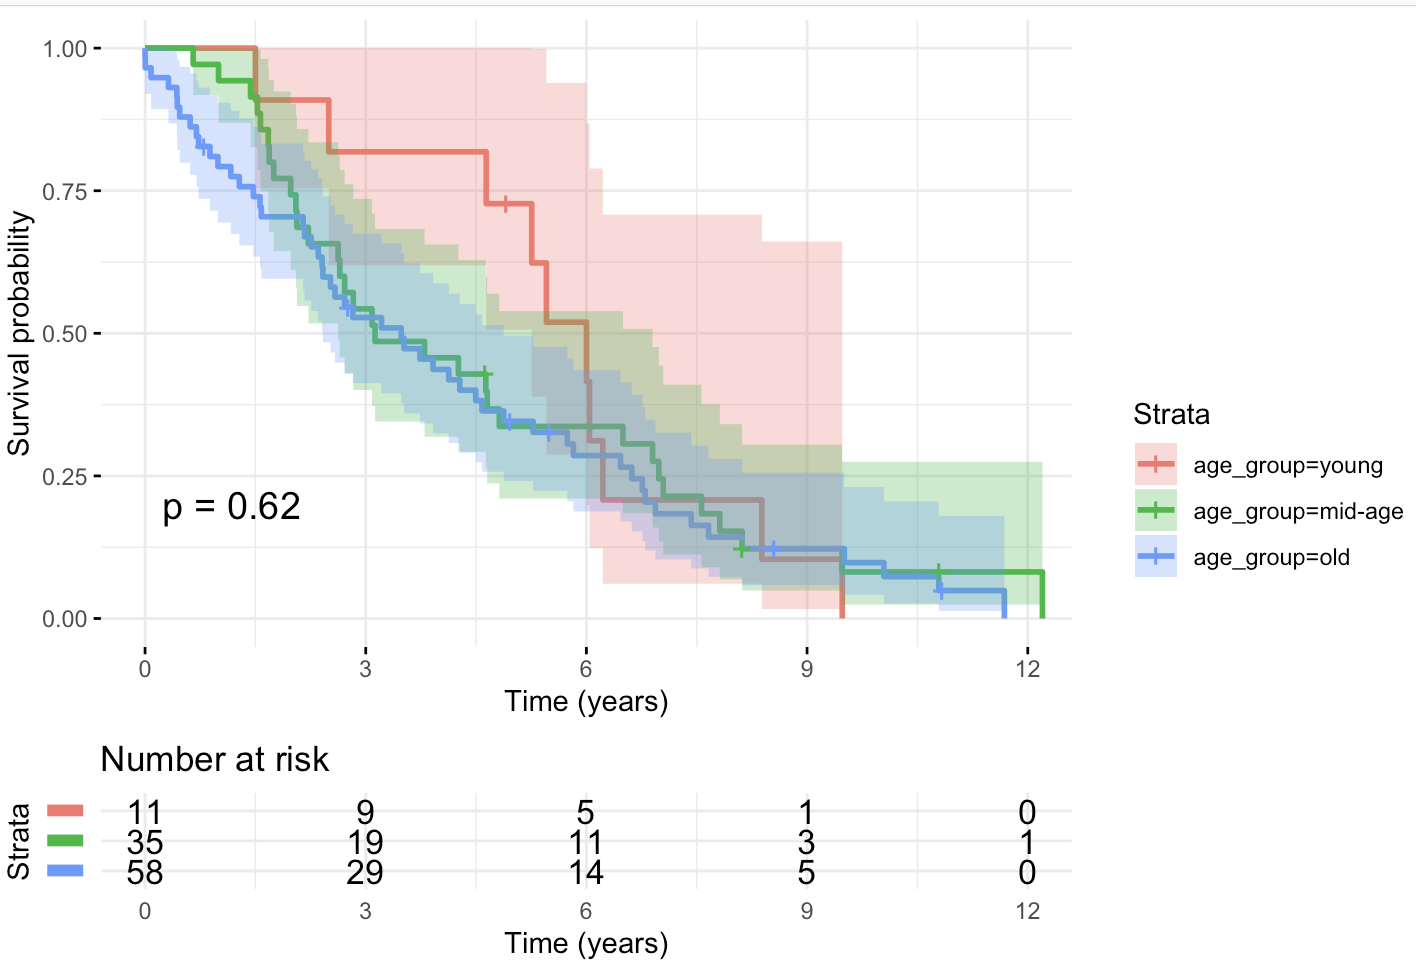 1.00
0.75
0.50
0.25
0.00
Survival probability
p = 0.62
0 3 6 9 12
Time (years)
Strata
age_group=young
age_group=mid-age
age_group=old
Number at risk
Strata
11 9 5 1 0
35 19 11 3 1
58 29 14 5 0
0 3 6 9 12
Time (years)